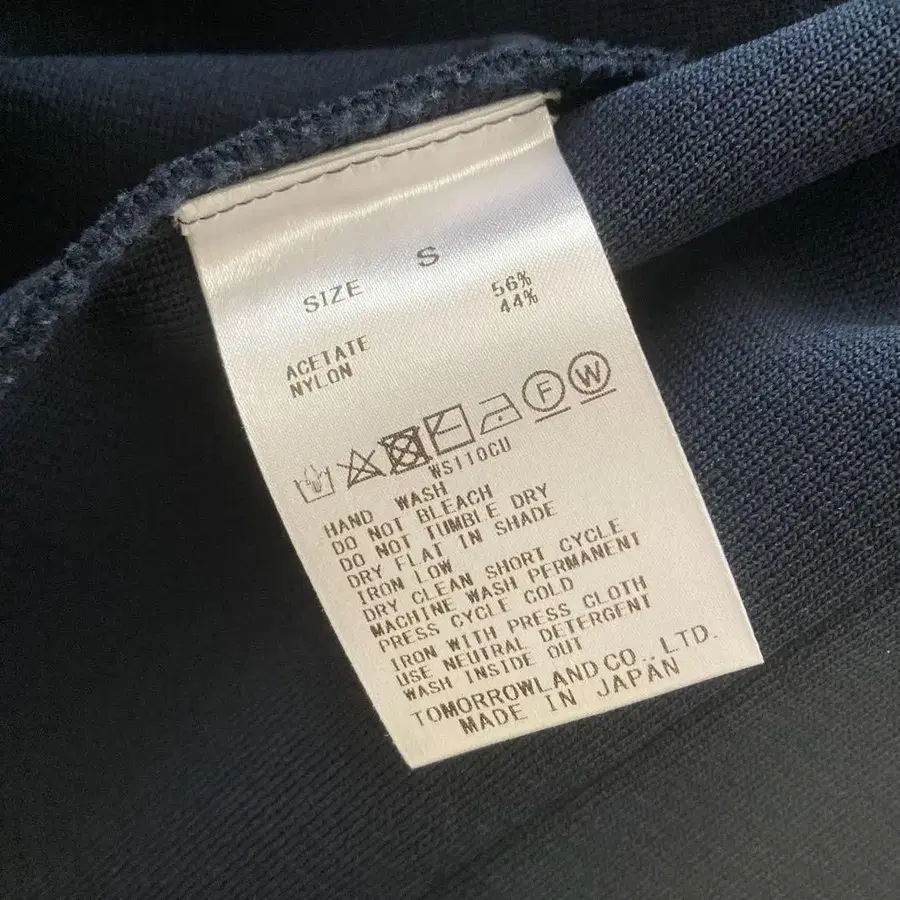 SIZE S
ACETATE 56%
NYLON 44%
F W
WS110CU
HAND WASH
DO NOT BLEACH
DO NOT TUMBLE DRY
DRY FLAT IN SHADE
IRON LOW
DRY CLEAN SHORT CYCLE
MACHINE WASH PERMANENT
PRESS CYCLE COLD
IRON WITH PRESS CLOTH
USE NEUTRAL DETERGENT
WASH INSIDE OUT
TOMORROWLAND CO.,LTD.
MADE IN JAPAN